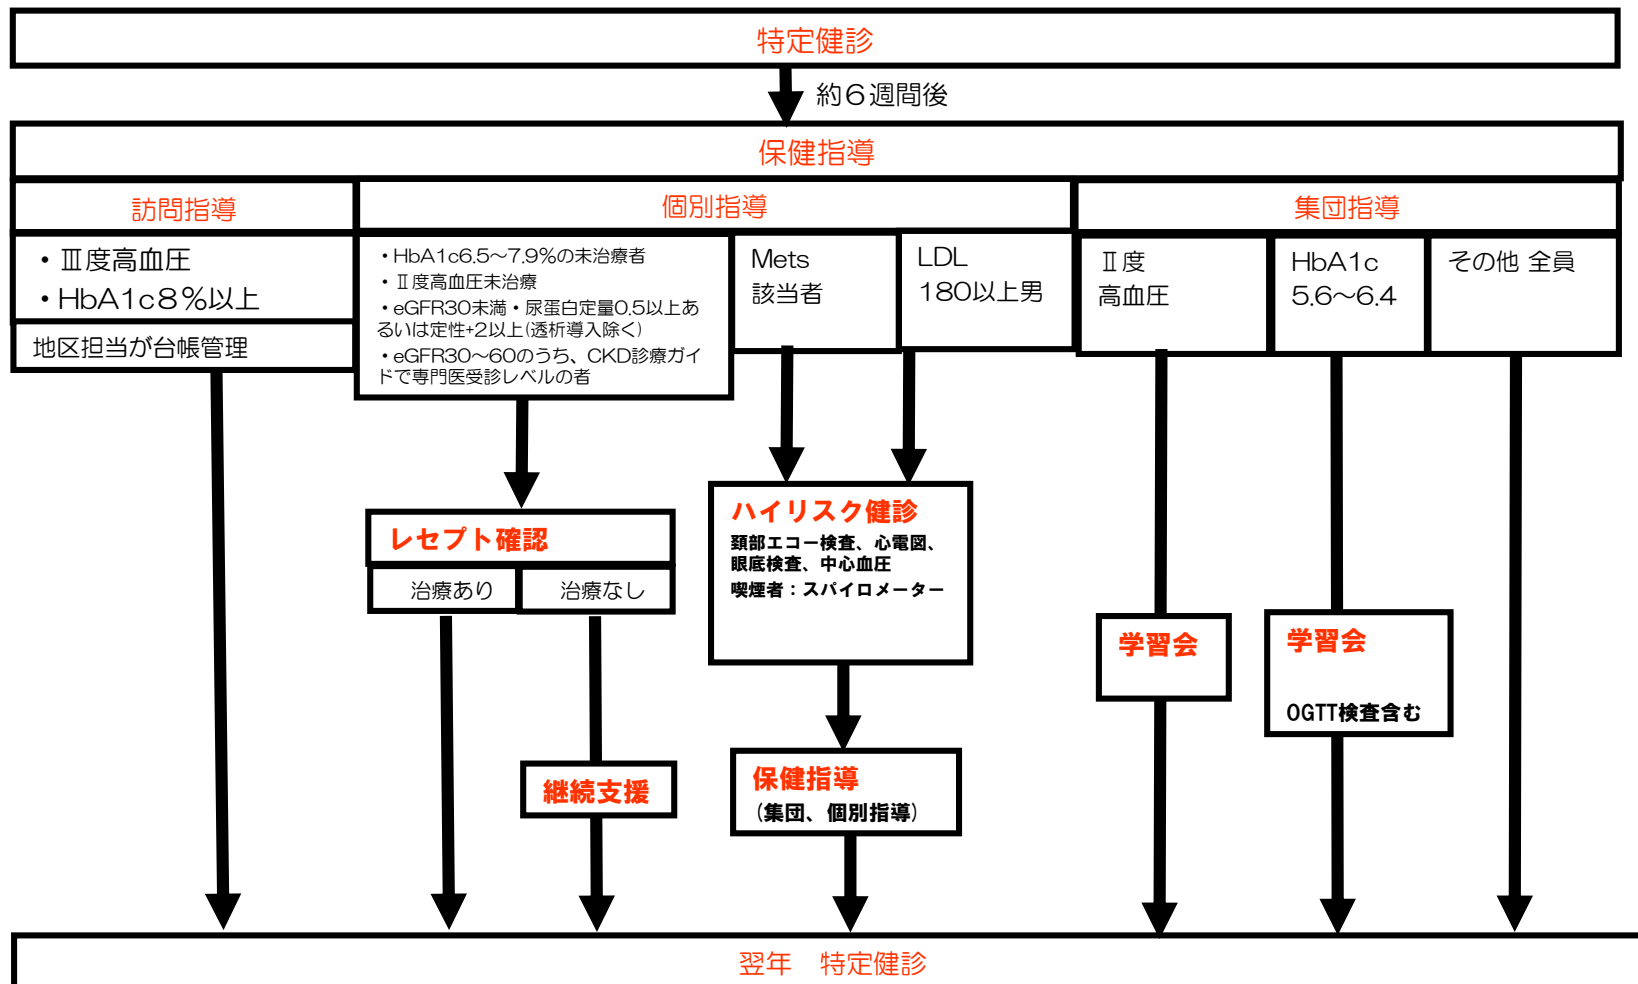 特定健診
約6週間後
保健指導
訪問指導
個別指導
集団指導
・Ⅲ度高血圧
・HbA1c8%以上
地区担当が台帳管理
・HbA1c6.5～7.9%の未治療者
・Ⅱ度高血圧未治療
・eGFR30未満・尿蛋白定量0.5以上あ
るいは定性+2以上(透析導入除く)
・eGFR30～60のうち、CKD診療ガイ
ドで専門医受診レベルの者
Mets
該当者
LDL
180以上男
Ⅱ度
高血圧
HbA1c
5.6～6.4
その他 全員
レセプト確認
治療あり
治療なし
継続支援
ハイリスク健診
頚部エコー検査、心電図、
眼底検査、中心血圧
喫煙者：スパイロメーター
保健指導
(集団、個別指導)
学習会
学習会
OGTT検査含む
翌年　特定健診